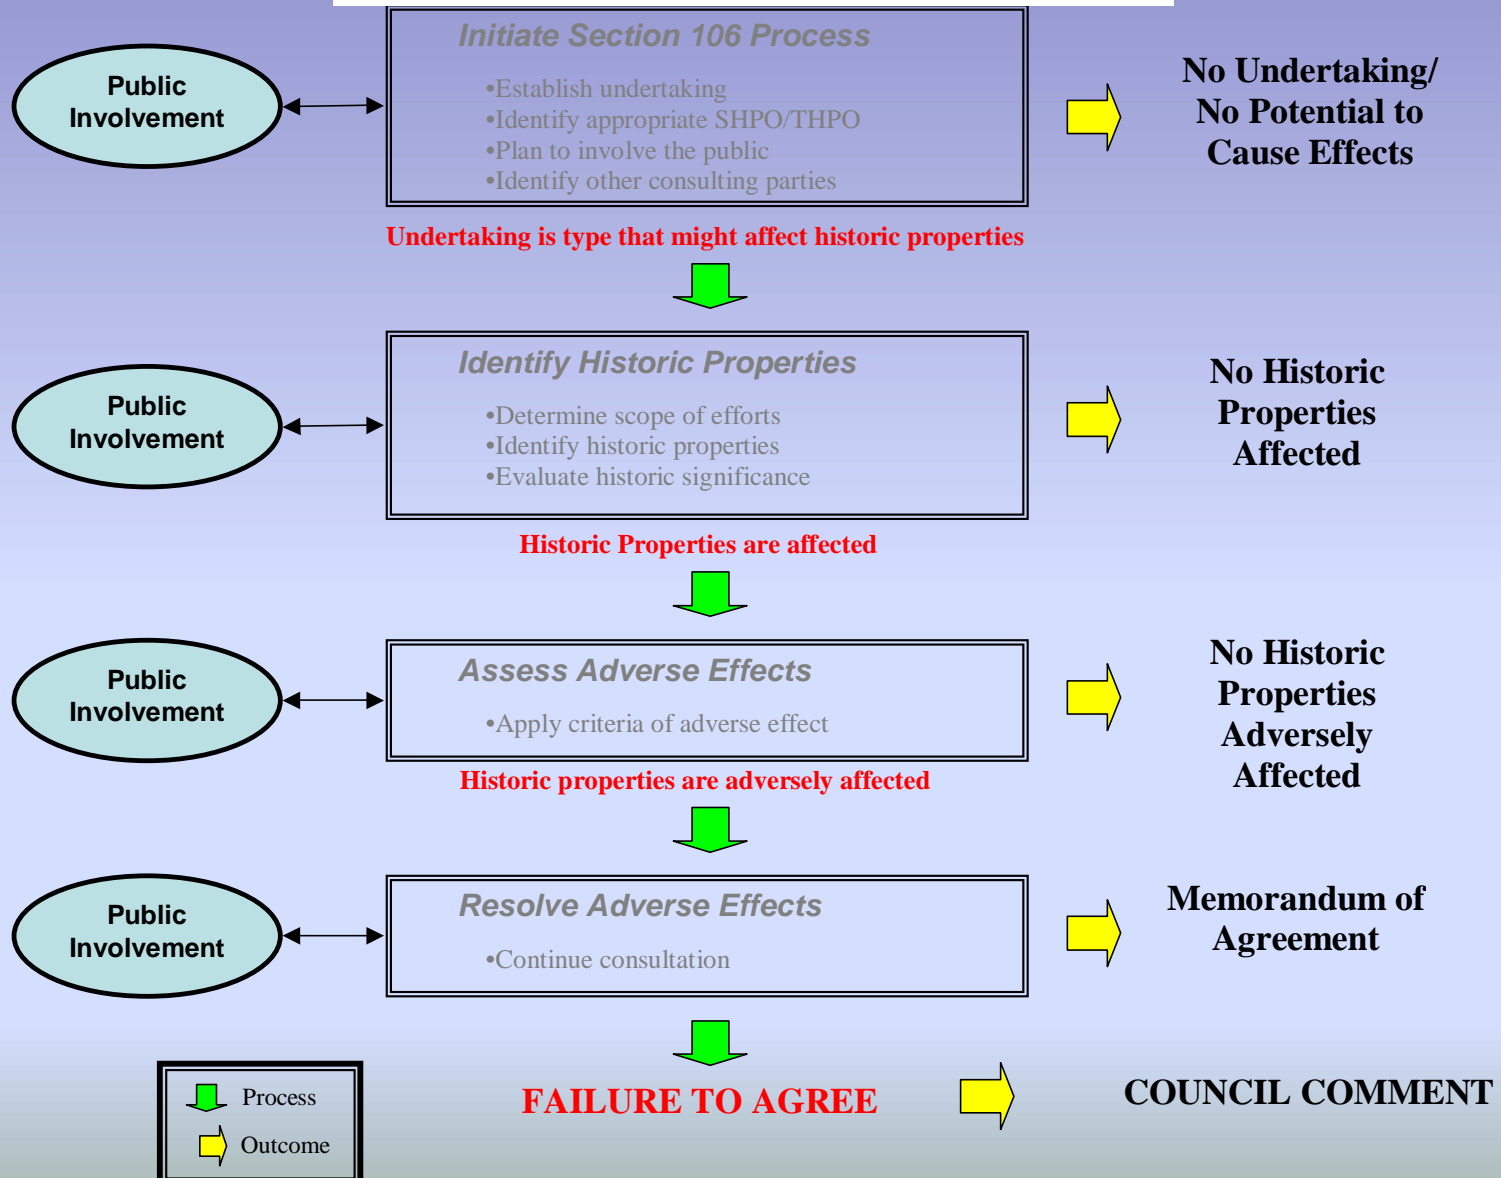 Initiate Section 106 Process
•Establish undertaking
•Identify appropriate SHPO/THPO
•Plan to involve the public
•Identify other consulting parties
Public
Involvement
No Undertaking/
No Potential to
Cause Effects
Undertaking is type that might affect historic properties
Identify Historic Properties
•Determine scope of efforts
•Identify historic properties
•Evaluate historic significance
Public
Involvement
No Historic
Properties
Affected
Historic Properties are affected
Assess Adverse Effects
•Apply criteria of adverse effect
Public
Involvement
No Historic
Properties
Adversely
Affected
Historic properties are adversely affected
Resolve Adverse Effects
•Continue consultation
Public
Involvement
Memorandum of
Agreement
FAILURE TO AGREE
COUNCIL COMMENT
Process
Outcome